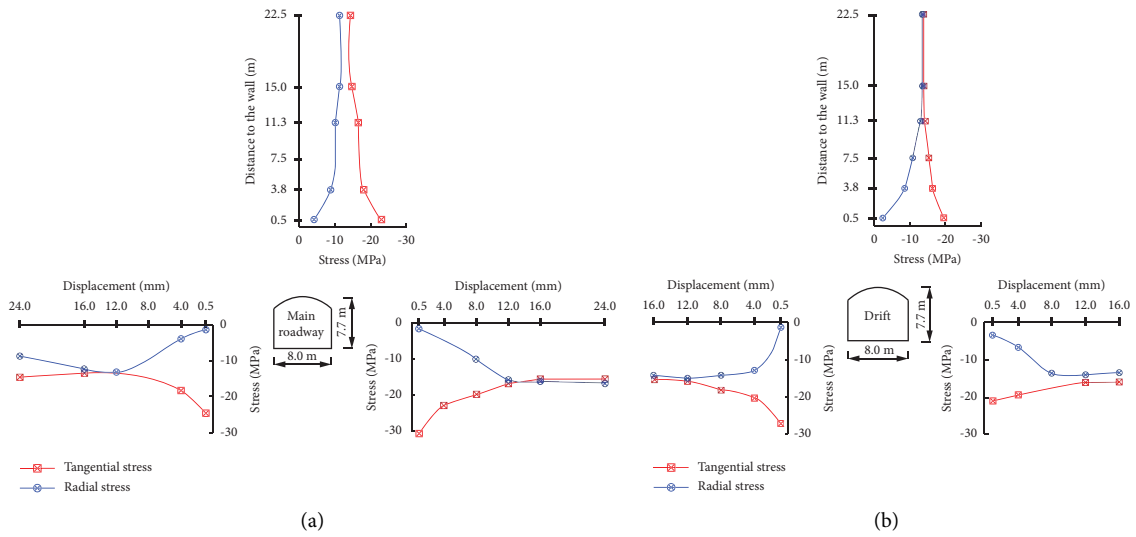 22.5
15.0
11.3
7.5
3.8
0.5
Distance to the wall (m)
0 -10 -20 -30
Stress (MPa)
Displacement (mm)
24.0 16.0 12.0 4.0 0.5
0
-10
-20
-30
Stress (MPa)
Main
roadway
7.7 m
8.0 m
Displacement (mm)
0.5 4.0 8.0 12.0 16.0 24.0
0
-10
-20
-30
Stress (MPa)
Tangential stress
Radial stress
(a)
22.5
15.0
11.3
7.5
3.8
0.5
Distance to the wall (m)
0 -10 -20 -30
Stress (MPa)
Displacement (mm)
16.0 12.0 8.0 4.0 0.5
0
-10
-20
-30
Stress (MPa)
Drift
7.7 m
8.0 m
Displacement (mm)
0.5 4.0 8.0 12.0 16.0
0
-10
-20
-30
Stress (MPa)
Tangential stress
Radial stress
(b)